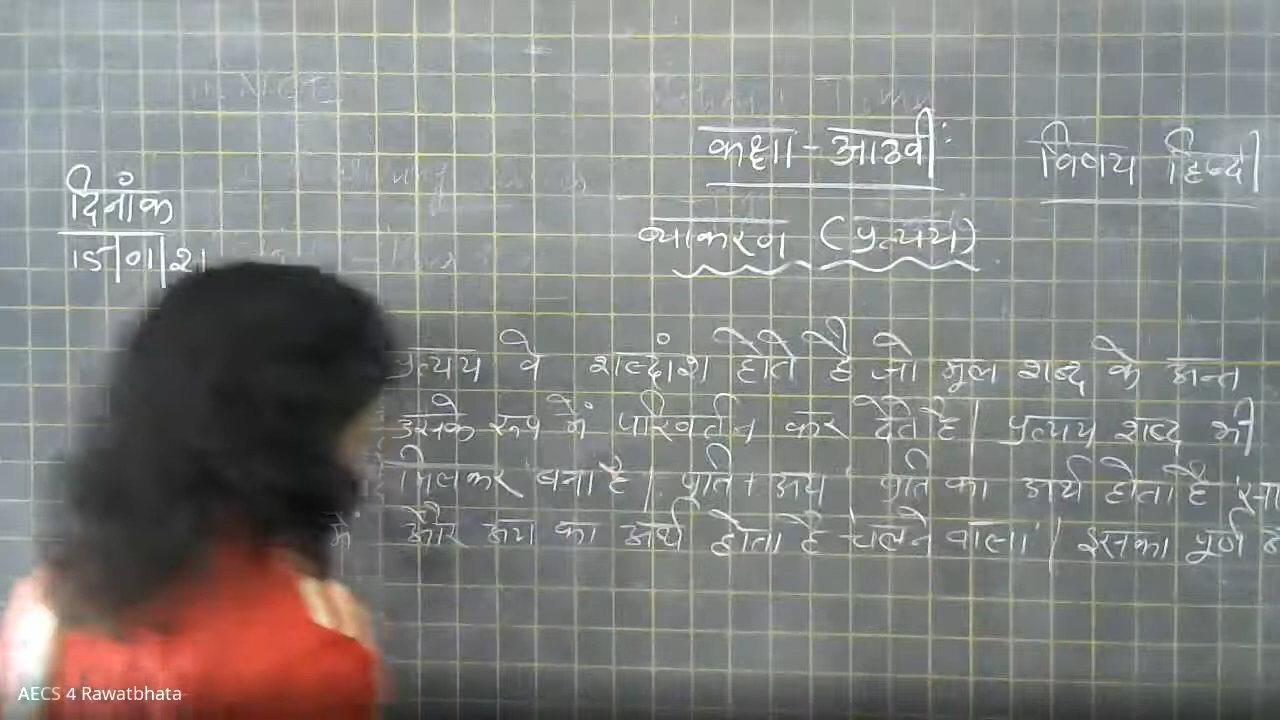 कक्षा - आठवीं:
विषय हिन्दी
दिनांक
व्याकरण (प्रत्यय)
प्रत्यय वे शब्दांश होते है जो मूल शब्द के अन्त
उसके रूप में परिवर्तन कर देते है। प्रत्यय शब्द भी
मिलकर बना है। प्रति + अय प्रति का अर्थ होता है
में और अय का अर्थ होता है चलने वाला। इसका पूर्ण
AECS 4 Rawatbhata